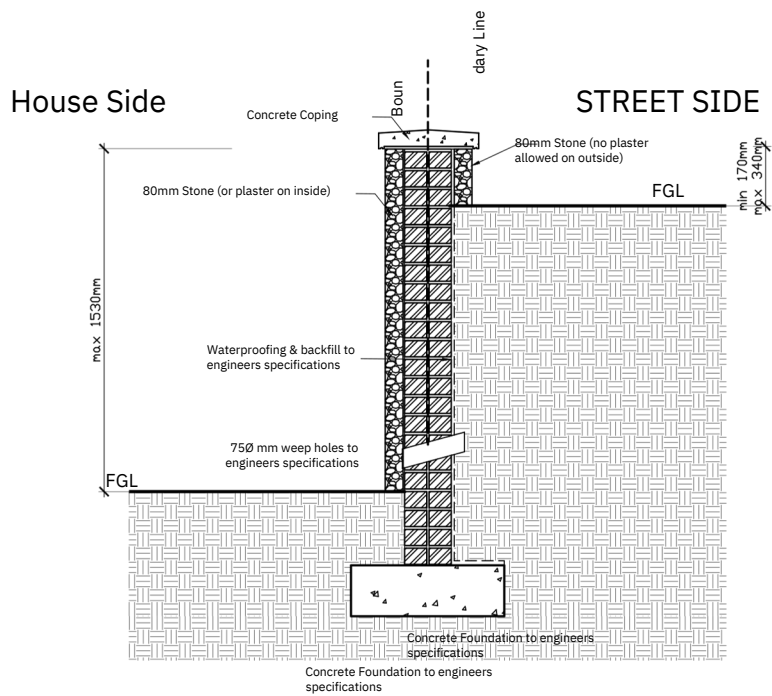 dary Line
Boun
House Side
STREET SIDE
Concrete Coping
80mm Stone (no plaster
allowed on outside)
min 170mm
max 340mm
80mm Stone (or plaster on inside)
FGL
max 1530mm
Waterproofing & backfill to
engineers specifications
75Ø mm weep holes to
engineers specifications
FGL
Concrete Foundation to engineers
specifications
Concrete Foundation to engineers
specifications